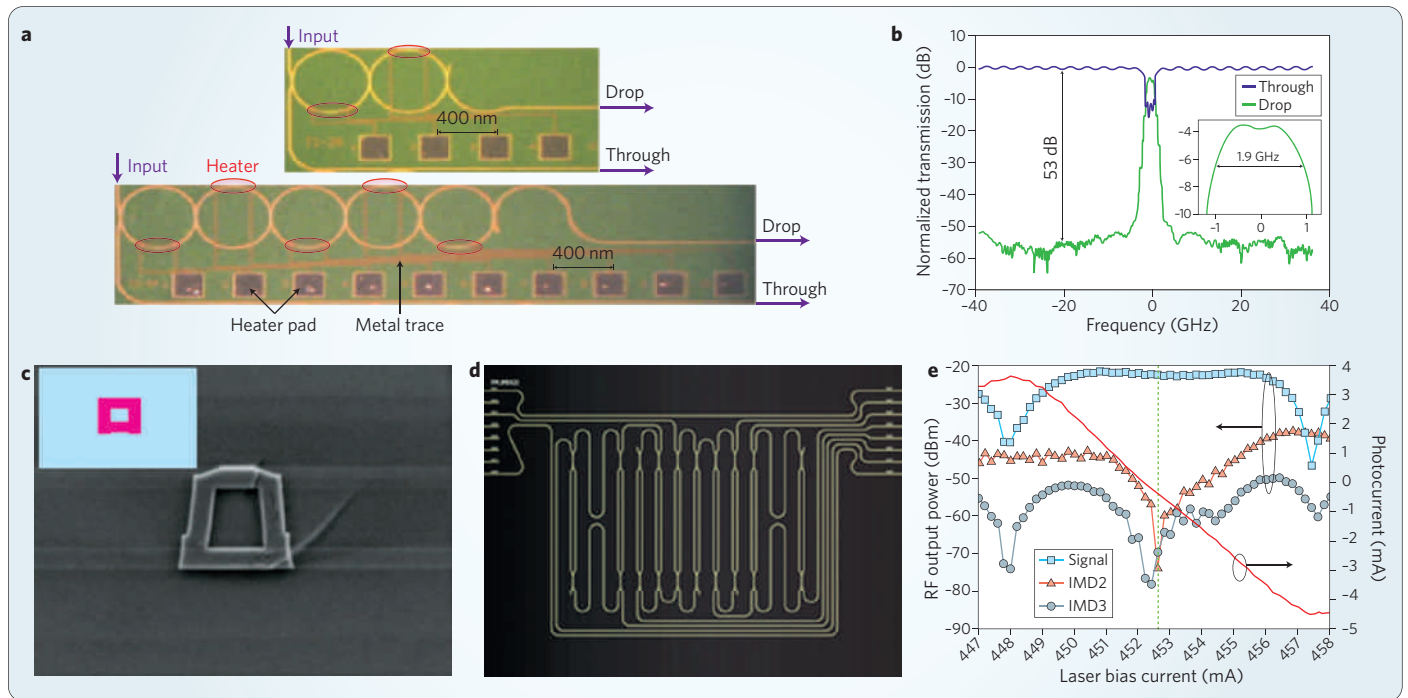 a
Input
Drop
400 nm
Through
Input
Heater
Drop
400 nm
Through
Heater pad
Metal trace
b
Normalized transmission (dB)
10
0
–10
–20
–30
–40
–50
–60
–70
–40
–20
0
20
40
Frequency (GHz)
53 dB
Through
Drop
–4
–6
–8
–10
1.9 GHz
–1
0
1
c
d
e
RF output power (dBm)
–20
–30
–40
–50
–60
–70
–80
–90
Signal
IMD2
IMD3
4
3
2
1
0
–1
–2
–3
–4
–5
Photocurrent (mA)
447
448
449
450
451
452
453
454
455
456
457
458
Laser bias current (mA)